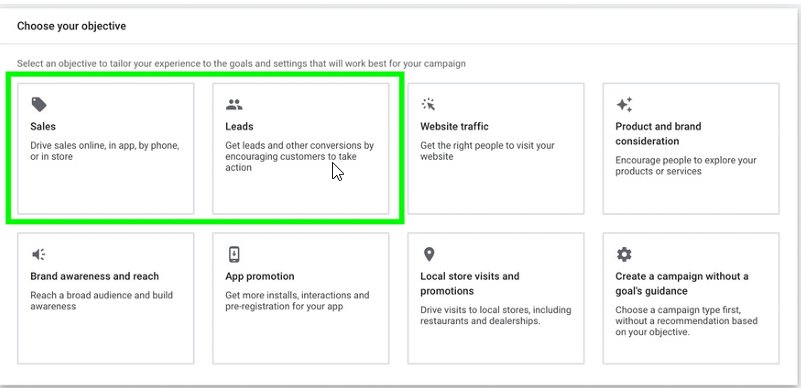 Choose your objective
Select an objective to tailor your experience to the goals and settings that will work best for your campaign
Sales
Drive sales online, in app, by phone,
or in store
Leads
Get leads and other conversions by
encouraging customers to take
action
Website traffic
Get the right people to visit your
website
Product and brand
consideration
Encourage people to explore your
products or services
Brand awareness and reach
Reach a broad audience and build
awareness
App promotion
Get more installs, interactions and
pre-registration for your app
Local store visits and
promotions
Drive visits to local stores, including
restaurants and dealerships.
Create a campaign without a
goal's guidance
Choose a campaign type first,
without a recommendation based
on your objective.